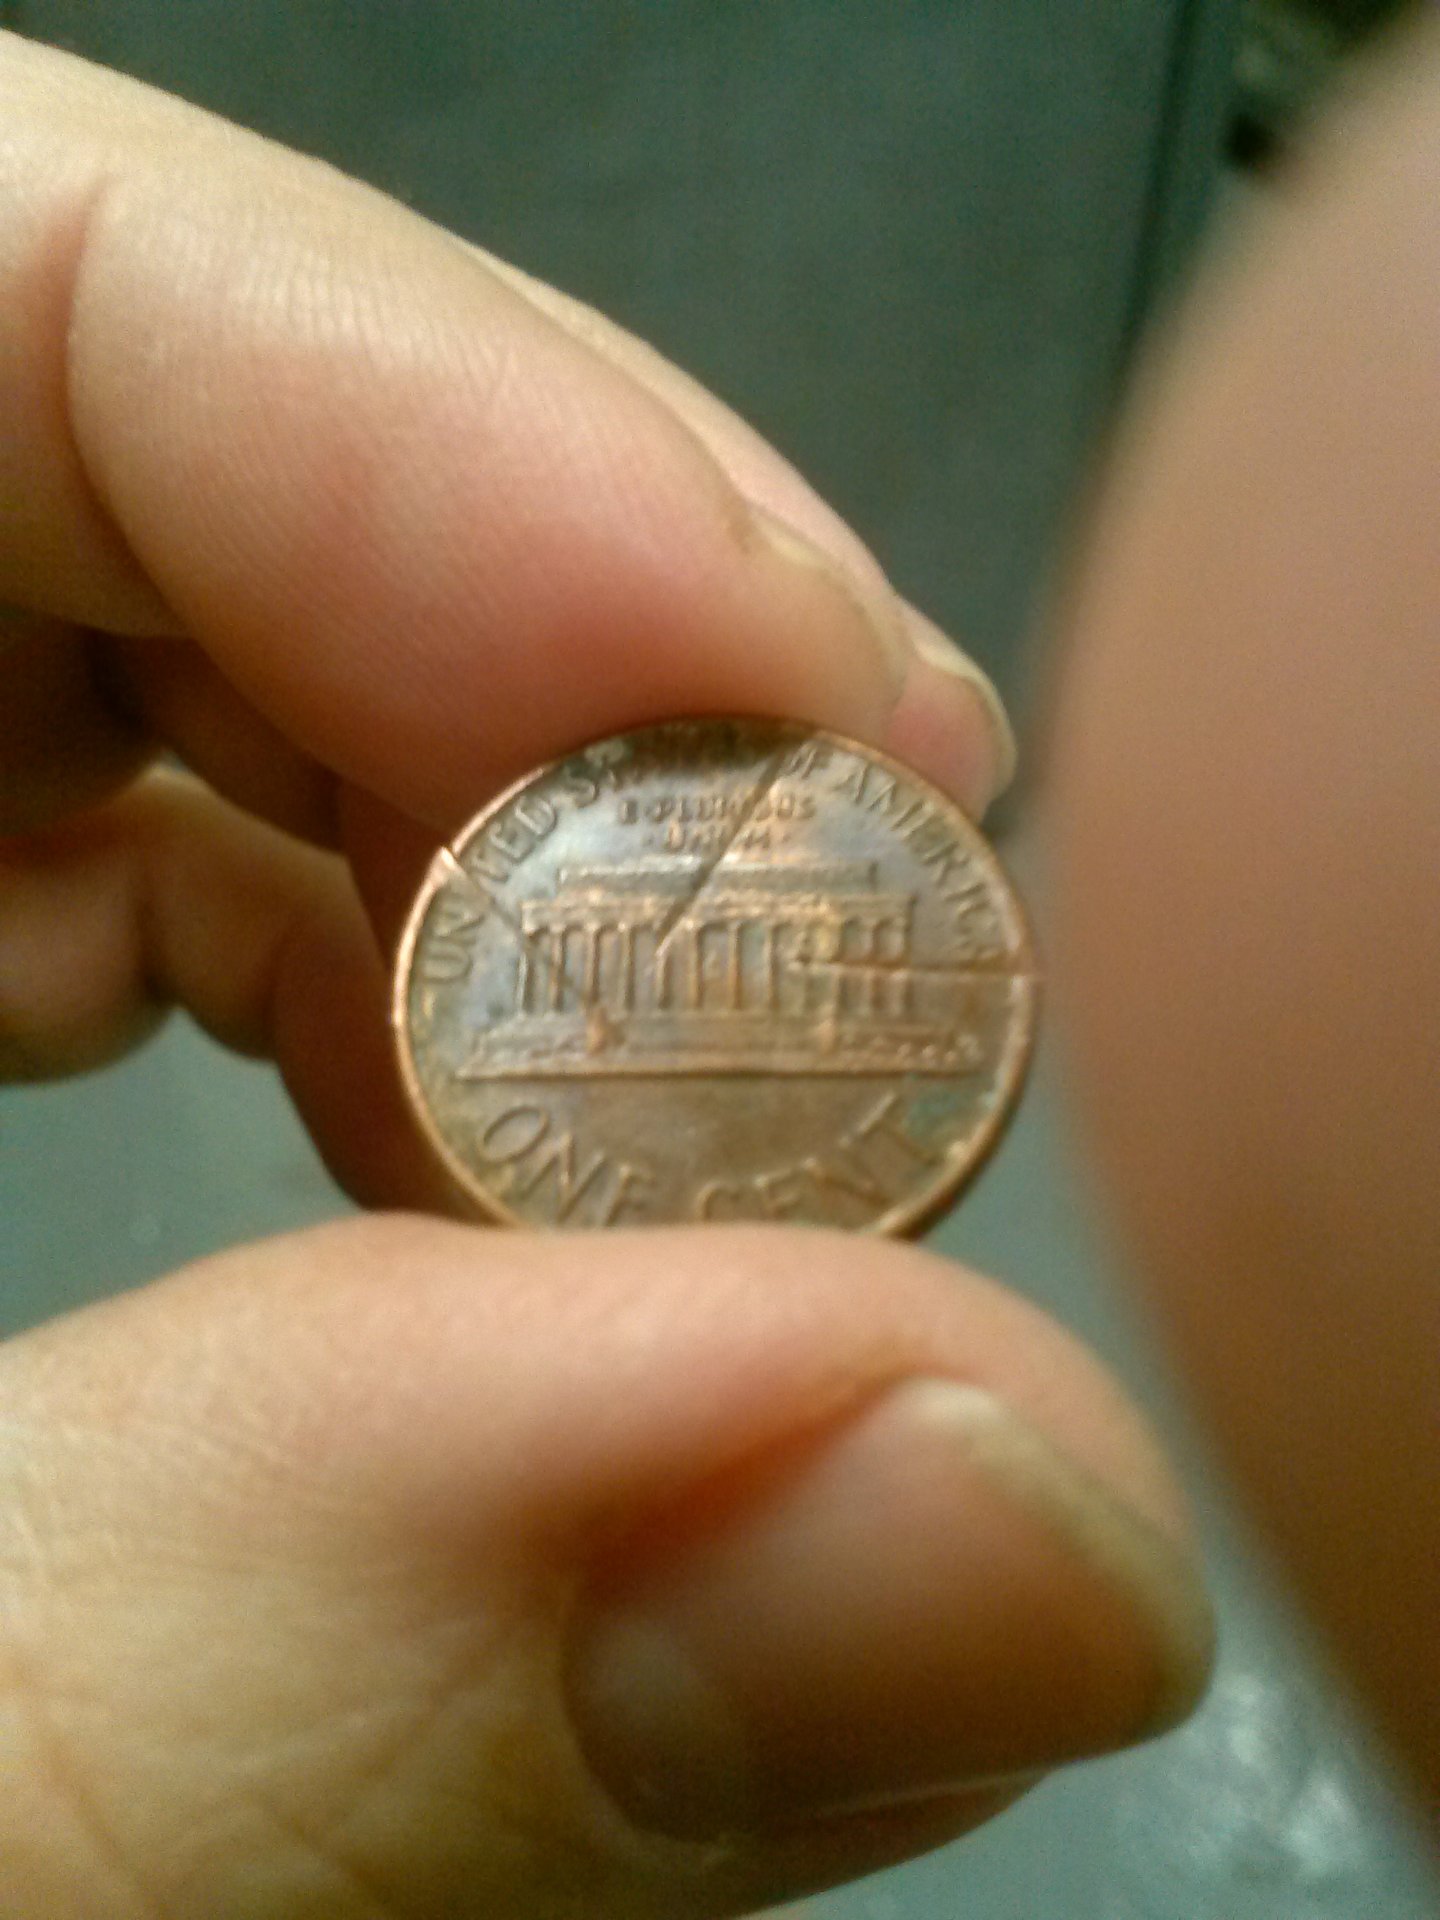 UNITED STATES OF AMERICA
E·PLURIBUS
·UNUM·
ONE CENT